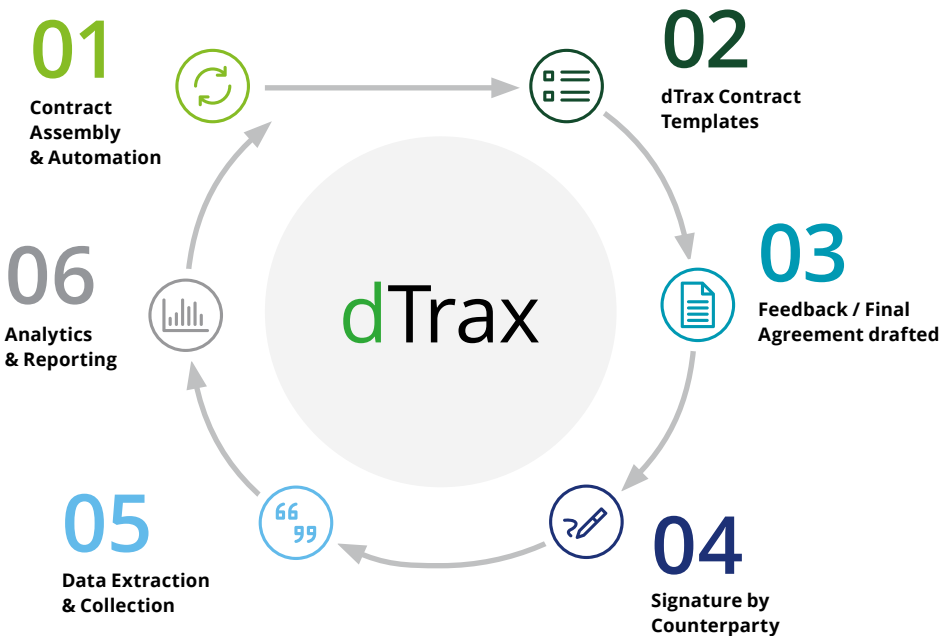 01
Contract
Assembly
& Automation
02
dTrax Contract
Templates
03
Feedback / Final
Agreement drafted
04
Signature by
Counterparty
05
Data Extraction
& Collection
06
Analytics
& Reporting
dTrax